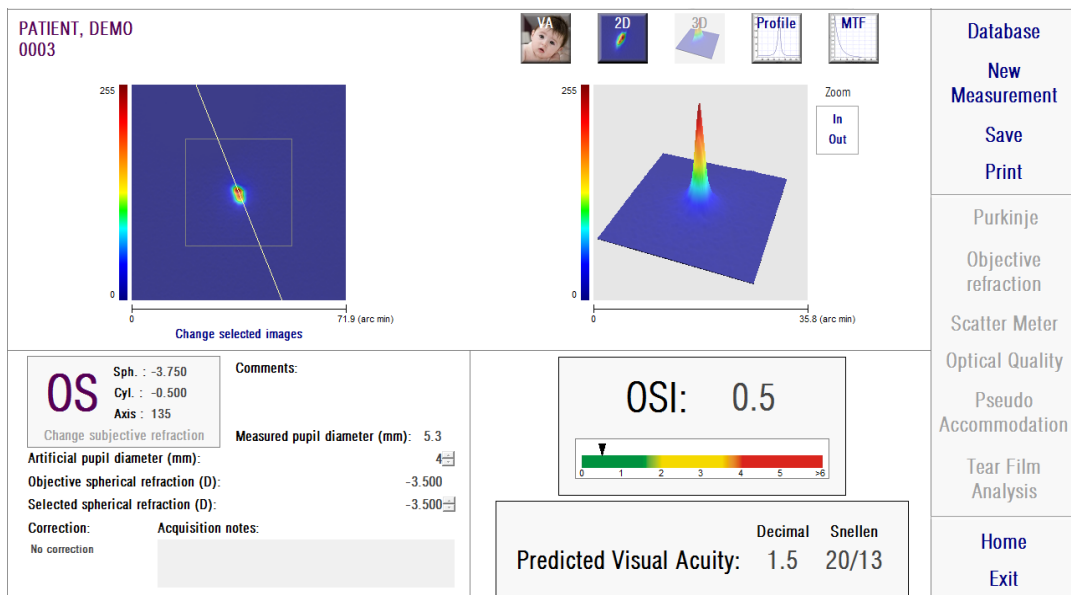 PATIENT, DEMO
0003
VA
2D
3D
Profile
MTF
255
0
0
71.9 (arc min)
Change selected images
255
0
0
35.8 (arc min)
Zoom
In
Out
OS
Sph. : -3.750
Cyl. : -0.500
Axis : 135
Change subjective refraction
Comments:
Measured pupil diameter (mm): 5.3
Artificial pupil diameter (mm): 4
Objective spherical refraction (D): -3.500
Selected spherical refraction (D): -3.500
Correction:
Acquisition notes:
No correction
OSI: 0.5
0 1 2 3 4 5 >6
Decimal Snellen
Predicted Visual Acuity: 1.5 20/13
Database
New
Measurement
Save
Print
Purkinje
Objective
refraction
Scatter Meter
Optical Quality
Pseudo
Accommodation
Tear Film
Analysis
Home
Exit